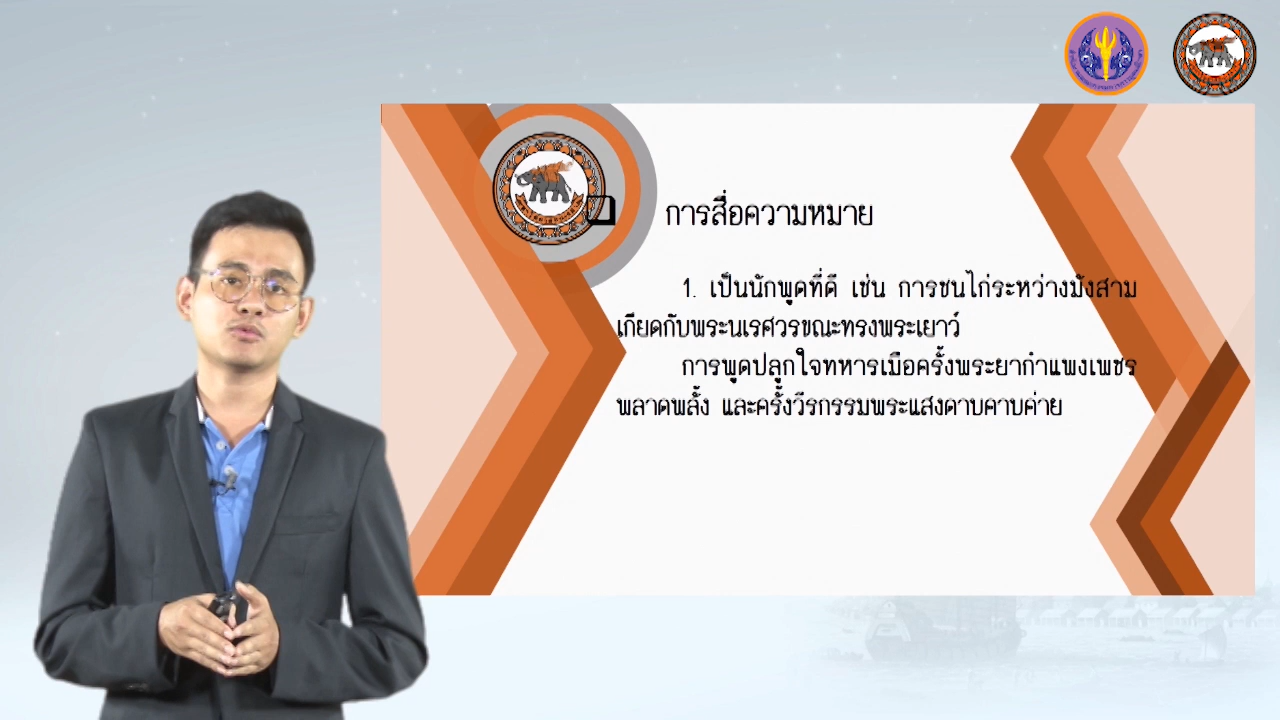 การสื่อความหมาย
1. เป็นนักพูดที่ดี เช่น การชนไก่ระหว่างมังสาม
เกียดกับพระนเรศวรขณะทรงพระเยาว์
การพูดปลุกใจทหารเมือครั้งพระยากำแพงเพชร
พลาดพลั้ง และครั้งวีรกรรมพระแสงดาบคาบค่าย